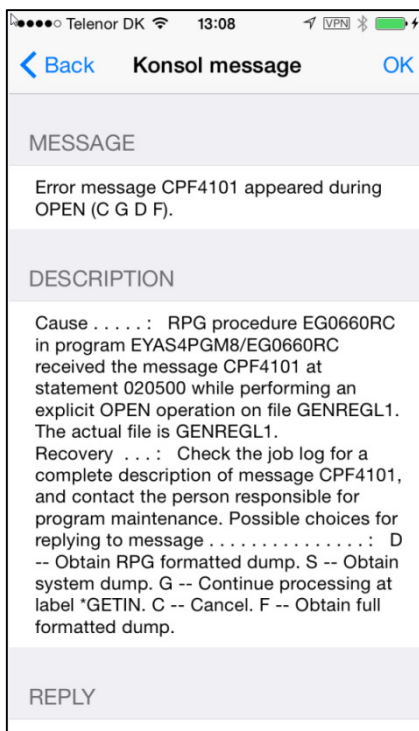 Telenor DK 13:08 VPN
Back Konsol message OK
MESSAGE
Error message CPF4101 appeared during
OPEN (C G D F).
DESCRIPTION
Cause . . . . . : RPG procedure EG0660RC
in program EYAS4PGM8/EG0660RC
received the message CPF4101 at
statement 020500 while performing an
explicit OPEN operation on file GENREGL1.
The actual file is GENREGL1.
Recovery . . . : Check the job log for a
complete description of message CPF4101,
and contact the person responsible for
program maintenance. Possible choices for
replying to message . . . . . . . . . . . . . . . : D
-- Obtain RPG formatted dump. S -- Obtain
system dump. G -- Continue processing at
label *GETIN. C -- Cancel. F -- Obtain full
formatted dump.
REPLY